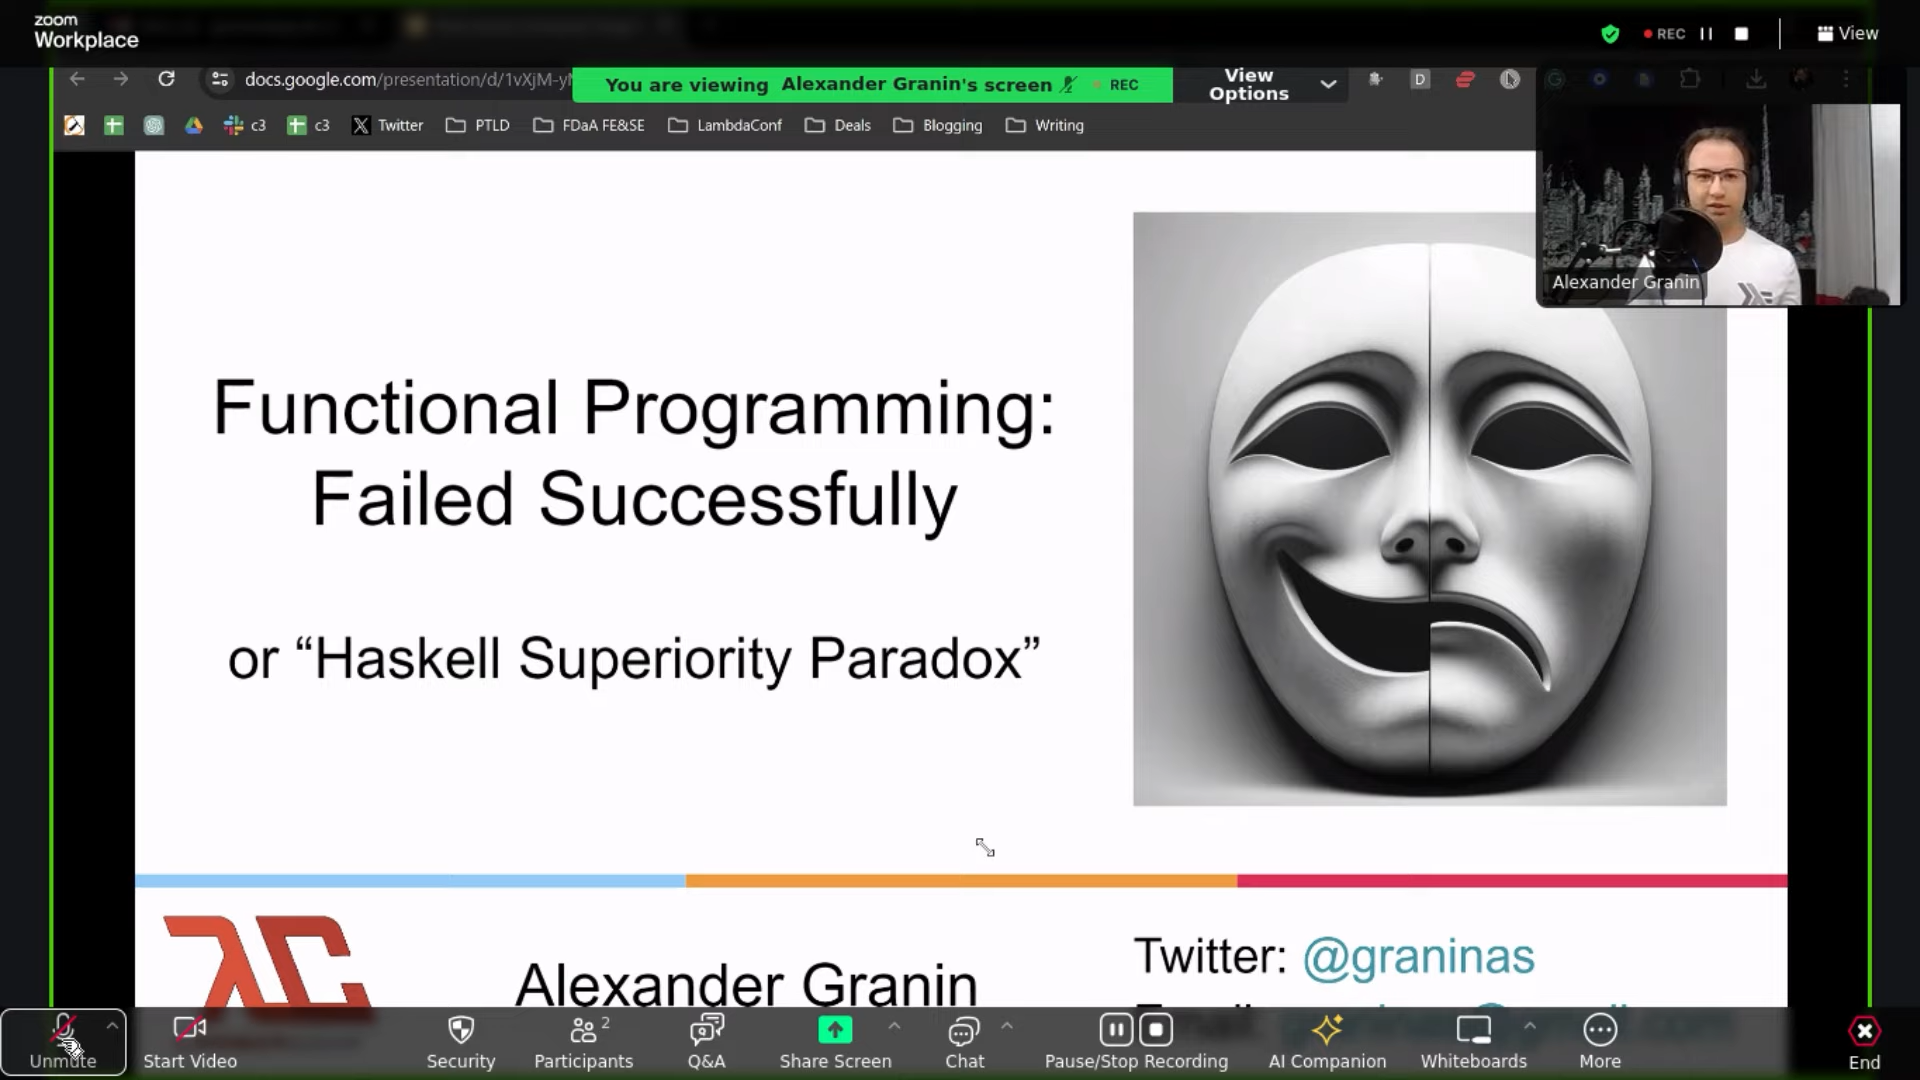 zoom
Workplace
REC
View
docs.google.com/presentation/d/1vXjM-y
You are viewing Alexander Granin's screen
REC
View Options
D
c3
c3
Twitter
PTLD
FDaA FE&SE
LambdaConf
Deals
Blogging
Writing
Alexander Granin
Functional Programming:
Failed Successfully
or “Haskell Superiority Paradox”
λC
Alexander Granin
Twitter: @graninas
Unmute
Start Video
Security
Participants
2
Q&A
Share Screen
Chat
Pause/Stop Recording
AI Companion
Whiteboards
More
End